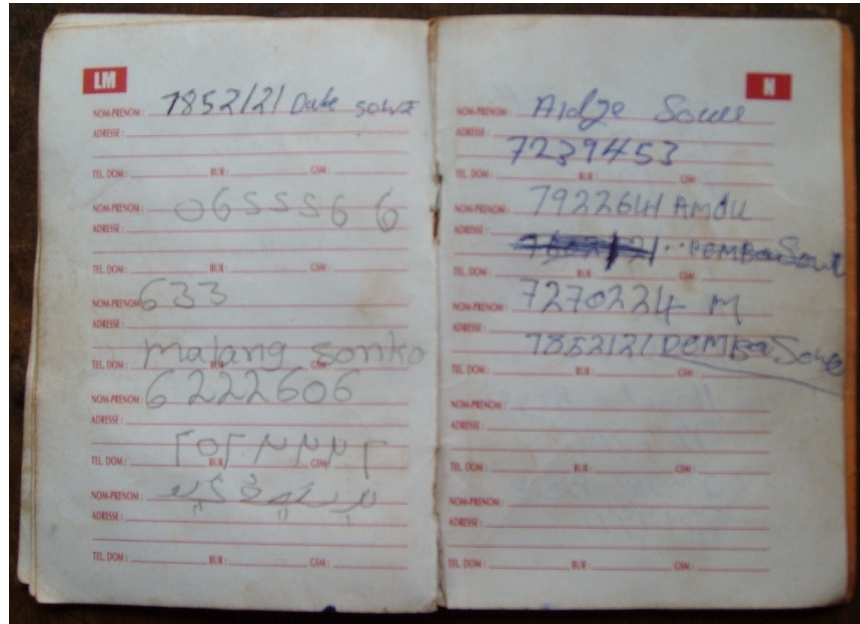 LM
NOM-PRENOM : 7852121 Dabe sowe
ADRESSE :
TEL. DOM : BUR : GSM :
NOM-PRENOM : 0655566
ADRESSE :
TEL. DOM : BUR : GSM :
NOM-PRENOM 633
ADRESSE :
TEL. DOM : malang sonko BUR : GSM :
NOM-PRENOM : 6222606
ADRESSE :
TEL. DOM : BUR : GSM :
NOM-PRENOM :
ADRESSE :
TEL. DOM : BUR : GSM :
N
NOM-PRENOM : Sowe
ADRESSE :
7239453
TEL. DOM : BUR : GSM :
NOM-PRENOM : 7922641 AMdu
ADRESSE : DEMBa Sowe
TEL. DOM : BUR : GSM :
NOM-PRENOM : 7270224 M
ADRESSE :
7852121 DEMBa Sowe
TEL. DOM : BUR : GSM :
NOM-PRENOM :
ADRESSE :
TEL. DOM : BUR : GSM :
NOM-PRENOM :
ADRESSE :
TEL. DOM : BUR : GSM :